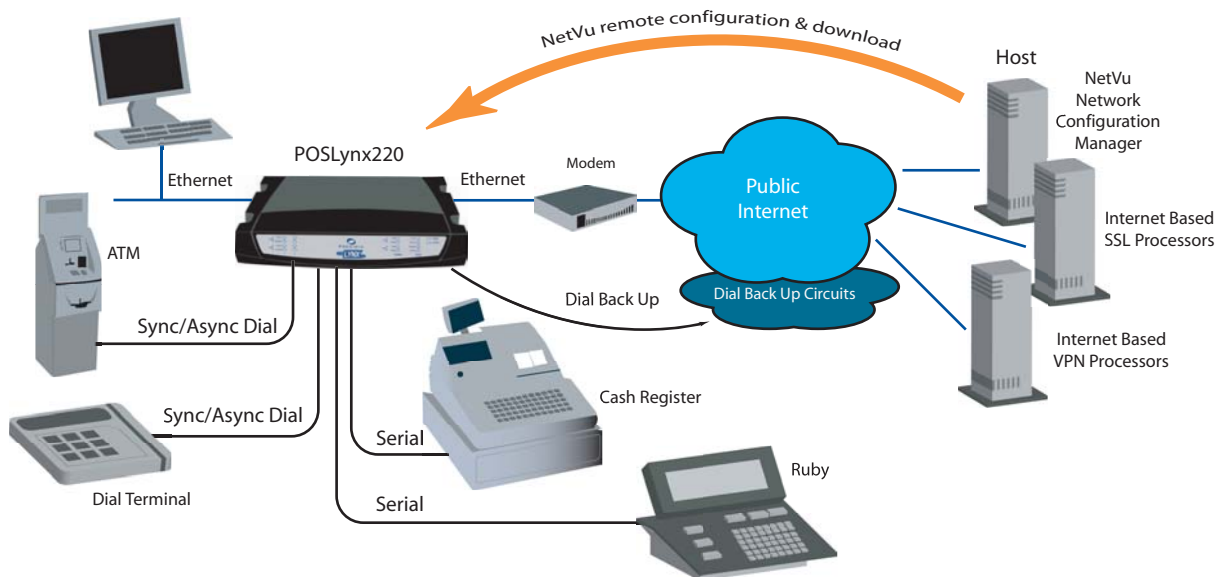 NetVu remote configuration & download
Host
NetVu
Network
Configuration
Manager
POSLynx220
Ethernet
Ethernet
Modem
Public
Internet
Internet Based
SSL Processors
ATM
Dial Back Up
Dial Back Up Circuits
Sync/Async Dial
Internet Based
VPN Processors
Cash Register
Sync/Async Dial
Serial
Ruby
Dial Terminal
Serial